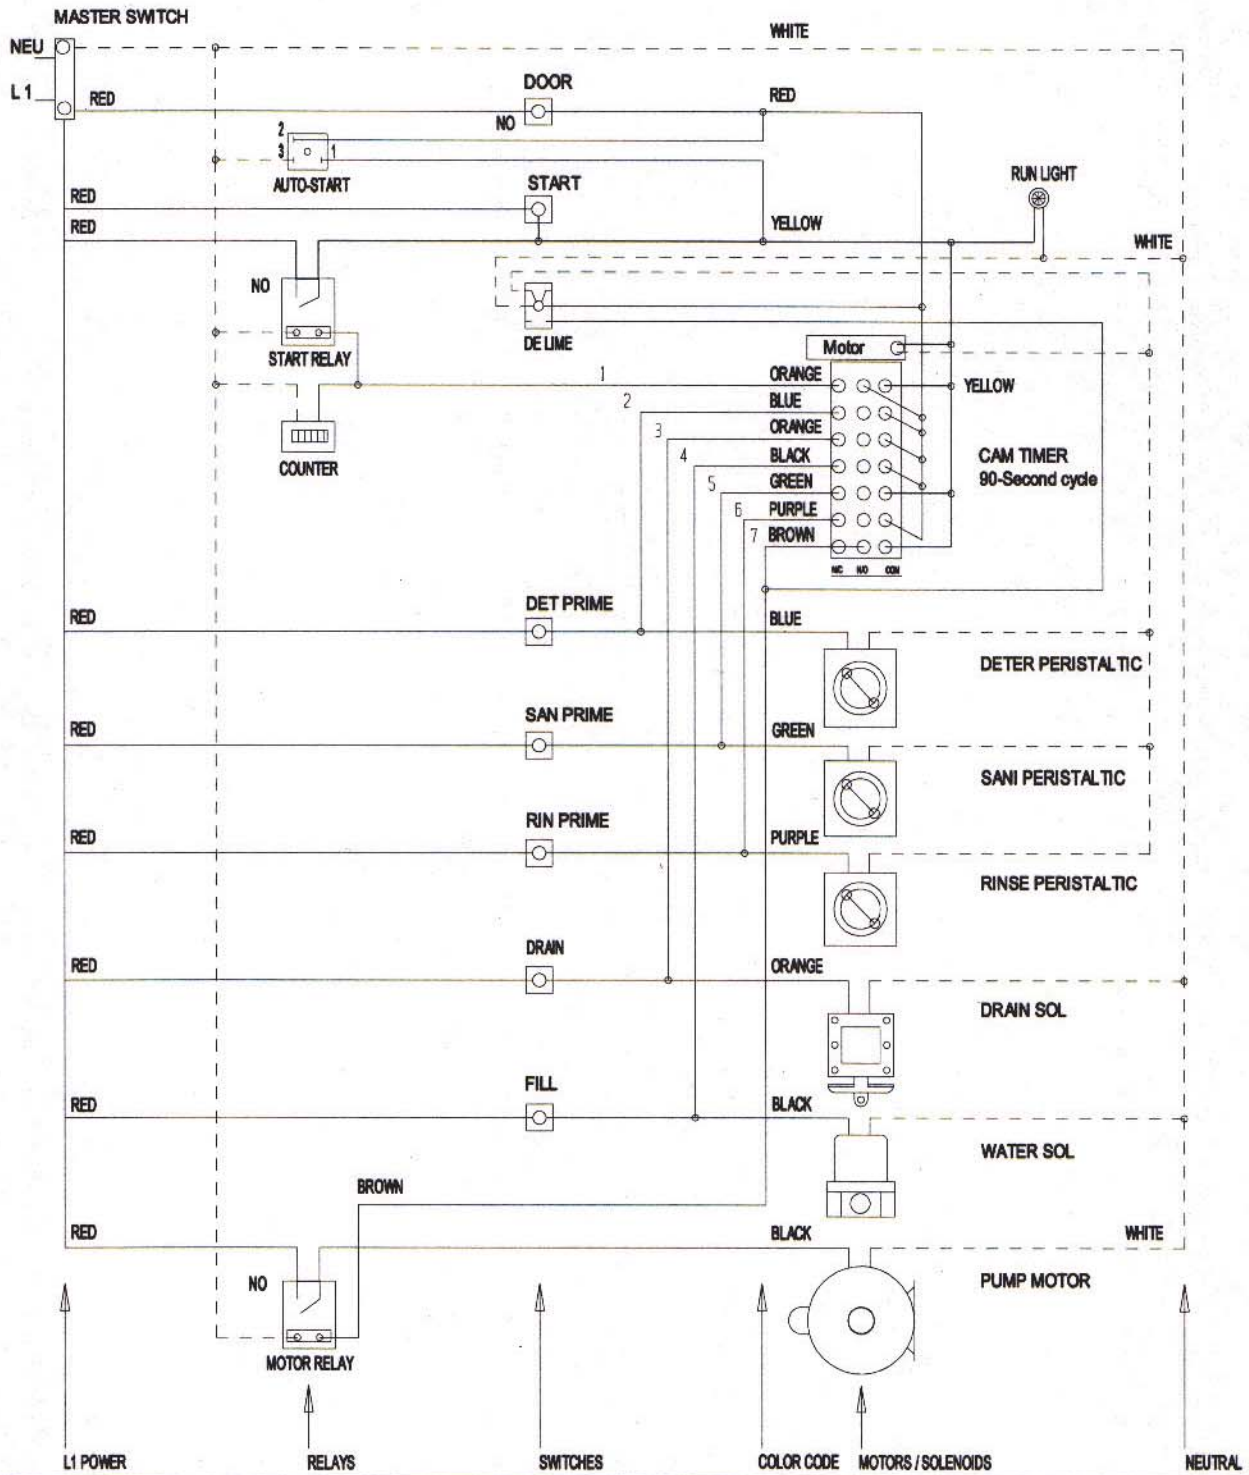 MASTER SWITCH
NEU
WHITE
L1
RED
DOOR
RED
NO
2
3
1
AUTO-START
START
RUN LIGHT
RED
RED
YELLOW
WHITE
NO
START RELAY
DE LIME
Motor
1
ORANGE
YELLOW
2
BLUE
3
ORANGE
4
BLACK
CAM TIMER
90-Second cycle
5
GREEN
6
PURPLE
7
BROWN
COUNTER
N/C N/O COM
RED
DET PRIME
BLUE
DETER PERISTALTIC
RED
SAN PRIME
GREEN
SANI PERISTALTIC
RED
RIN PRIME
PURPLE
RINSE PERISTALTIC
RED
DRAIN
ORANGE
DRAIN SOL
RED
FILL
BLACK
WATER SOL
BROWN
RED
BLACK
WHITE
NO
PUMP MOTOR
MOTOR RELAY
L1 POWER
RELAYS
SWITCHES
COLOR CODE
MOTORS / SOLENOIDS
NEUTRAL